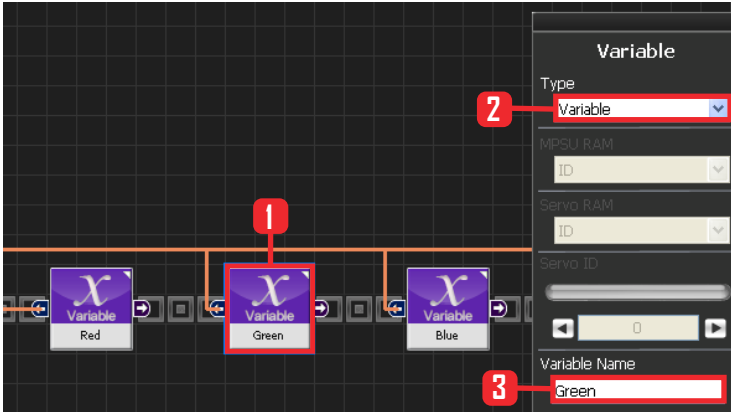 1
x
Variable
Red
x
Variable
Green
x
Variable
Blue
Variable
Type
2
Variable
MPSU RAM
ID
Servo RAM
ID
Servo ID
0
Variable Name
3
Green